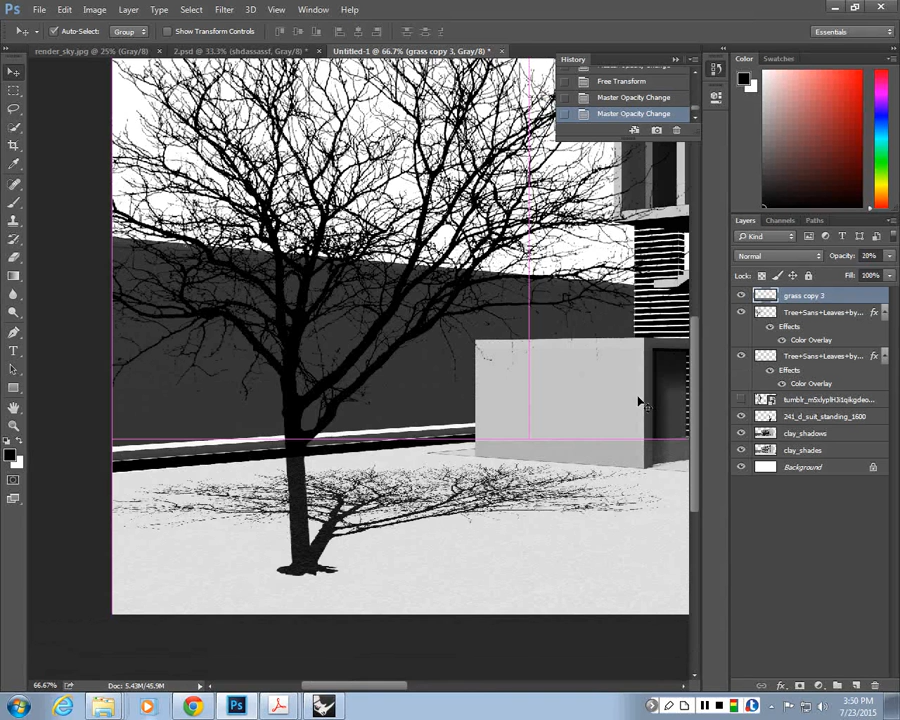 Ps File Edit Image Layer Type Select Filter 3D View Window Help
Auto-Select: Group Show Transform Controls Essentials
render_sky.jpg @ 25% (Gray/8) × 2.psd @ 33.3% (shdassassf, Gray/8) * × Untitled-1 @ 66.7% (grass copy 3, Gray/8) * ×
History
Free Transform
Master Opacity Change
Master Opacity Change
Color Swatches
Layers Channels Paths
Kind
Normal Opacity: 20%
Lock: Fill: 100%
grass copy 3
Tree+Sans+Leaves+by... fx
Effects
Color Overlay
Tree+Sans+Leaves+by... fx
Effects
Color Overlay
241_d_suit_standing_1600
clay_shadows
clay_shades
Background
66.67% Doc: 5.43M/45.9M
3:50 PM
7/23/2015